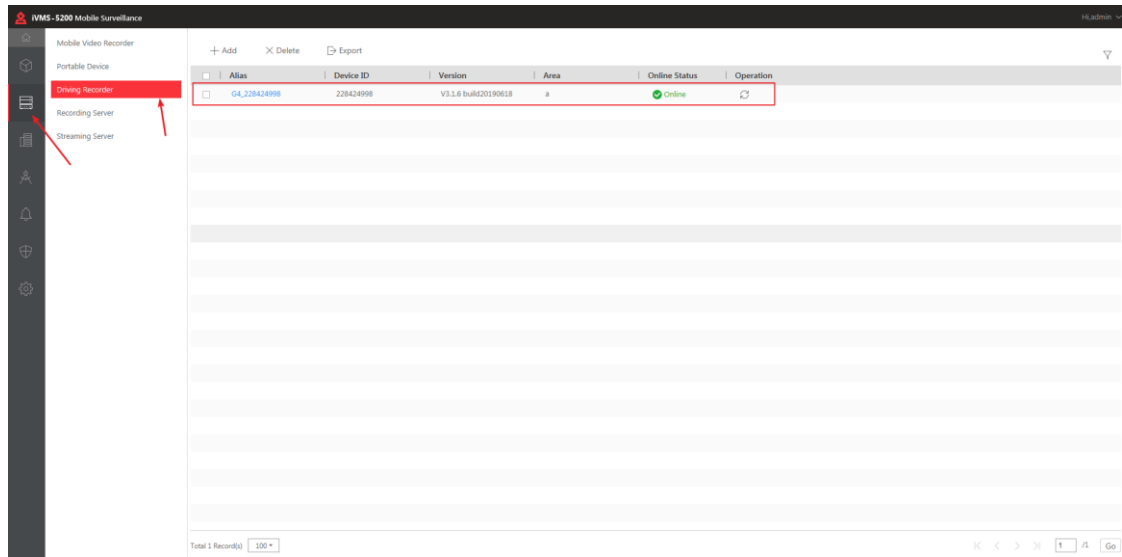 iVMS-5200 Mobile Surveillance
Hi,admin
Mobile Video Recorder
Portable Device
Driving Recorder
Recording Server
Streaming Server
Add Delete Export
Alias Device ID Version Area Online Status Operation
G4_228424998 228424998 V3.1.6 build20190618 a Online
Total 1 Record(s) 100 1 /1 Go